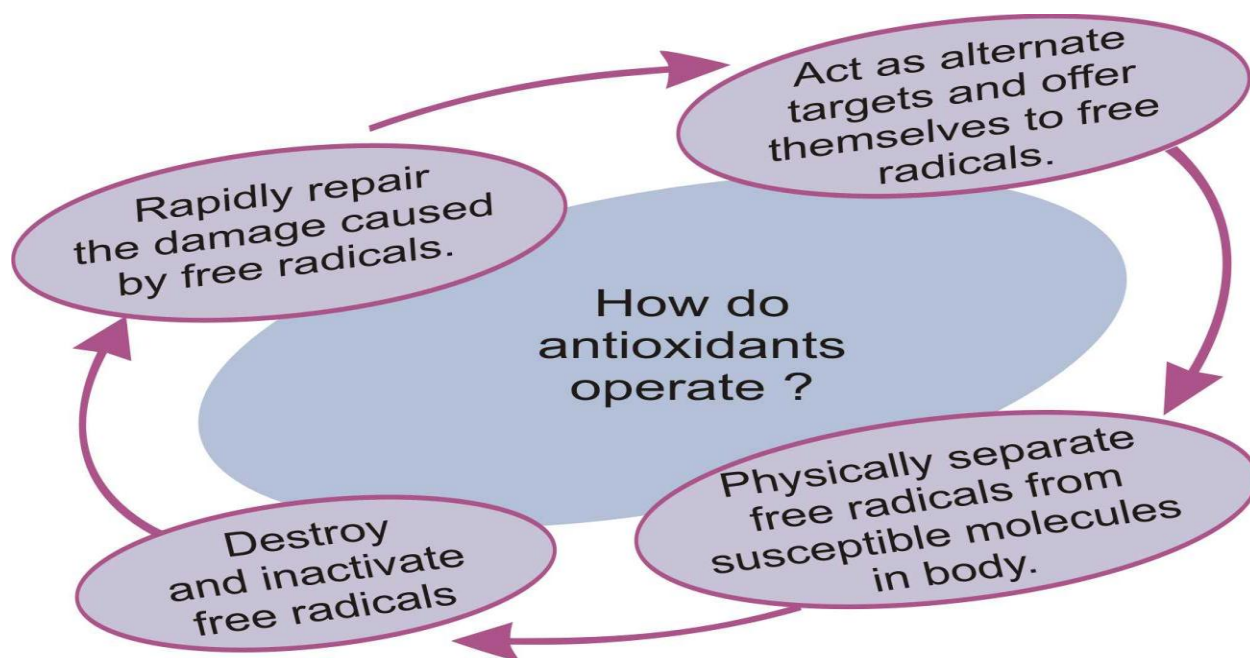 Act as alternate
targets and offer
themselves to free
radicals.
Rapidly repair
the damage caused
by free radicals.
How do
antioxidants
operate ?
Physically separate
free radicals from
susceptible molecules
in body.
Destroy
and inactivate
free radicals